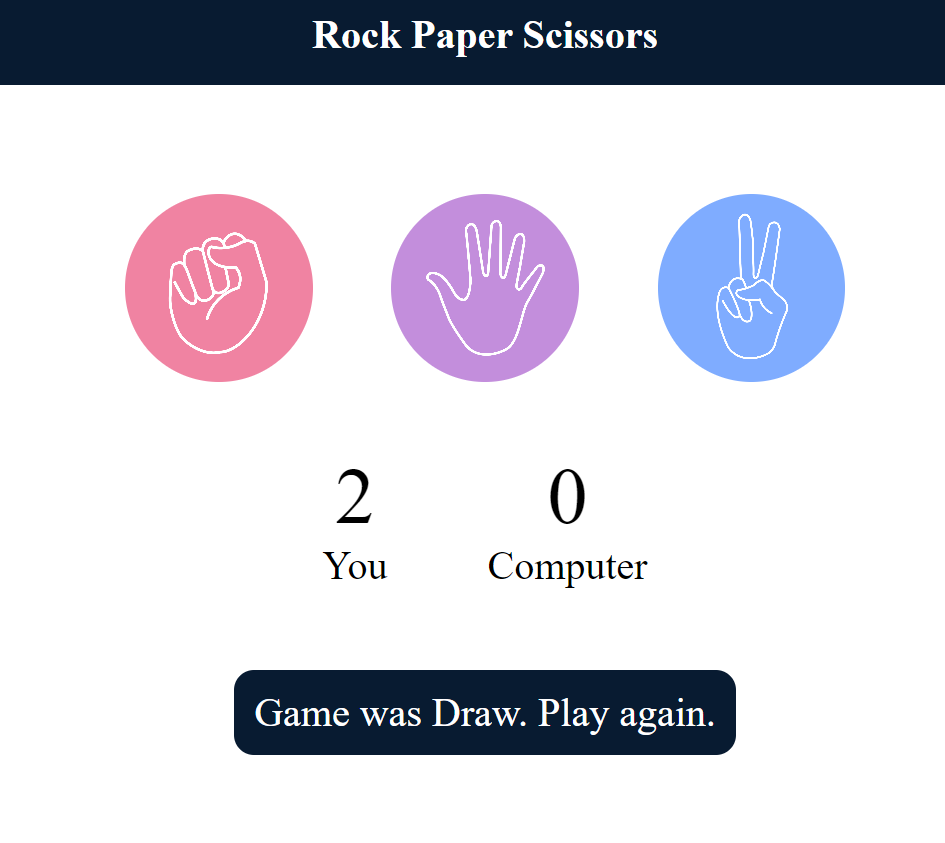 Rock Paper Scissors
2 0
You Computer
Game was Draw. Play again.